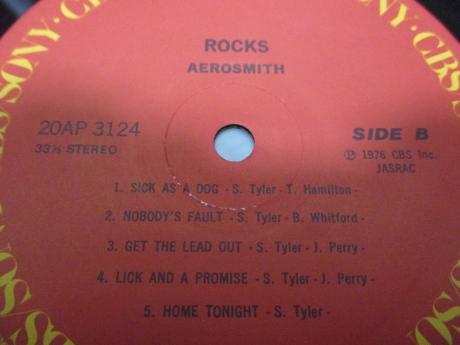 CBS/SONY · CBS
ROCKS
AEROSMITH
20AP 3124
33⅓ STEREO
SIDE B
Ⓟ 1976 CBS Inc.
JASRAC
1. SICK AS A DOG - S. Tyler - T. Hamilton -
2. NOBODY'S FAULT - S. Tyler - B. Whitford -
3. GET THE LEAD OUT - S. Tyler - J. Perry -
4. LICK AND A PROMISE - S. Tyler - J. Perry -
5. HOME TONIGHT - S. Tyler -